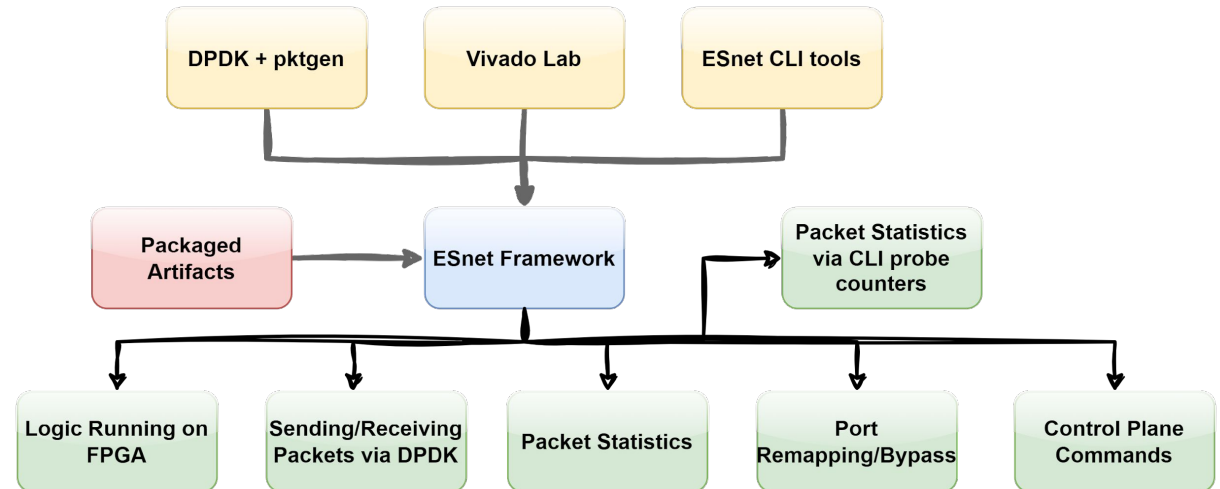 DPDK + pktgen
Vivado Lab
ESnet CLI tools
Packaged
Artifacts
ESnet Framework
Packet Statistics
via CLI probe
counters
Logic Running on
FPGA
Sending/Receiving
Packets via DPDK
Packet Statistics
Port
Remapping/Bypass
Control Plane
Commands